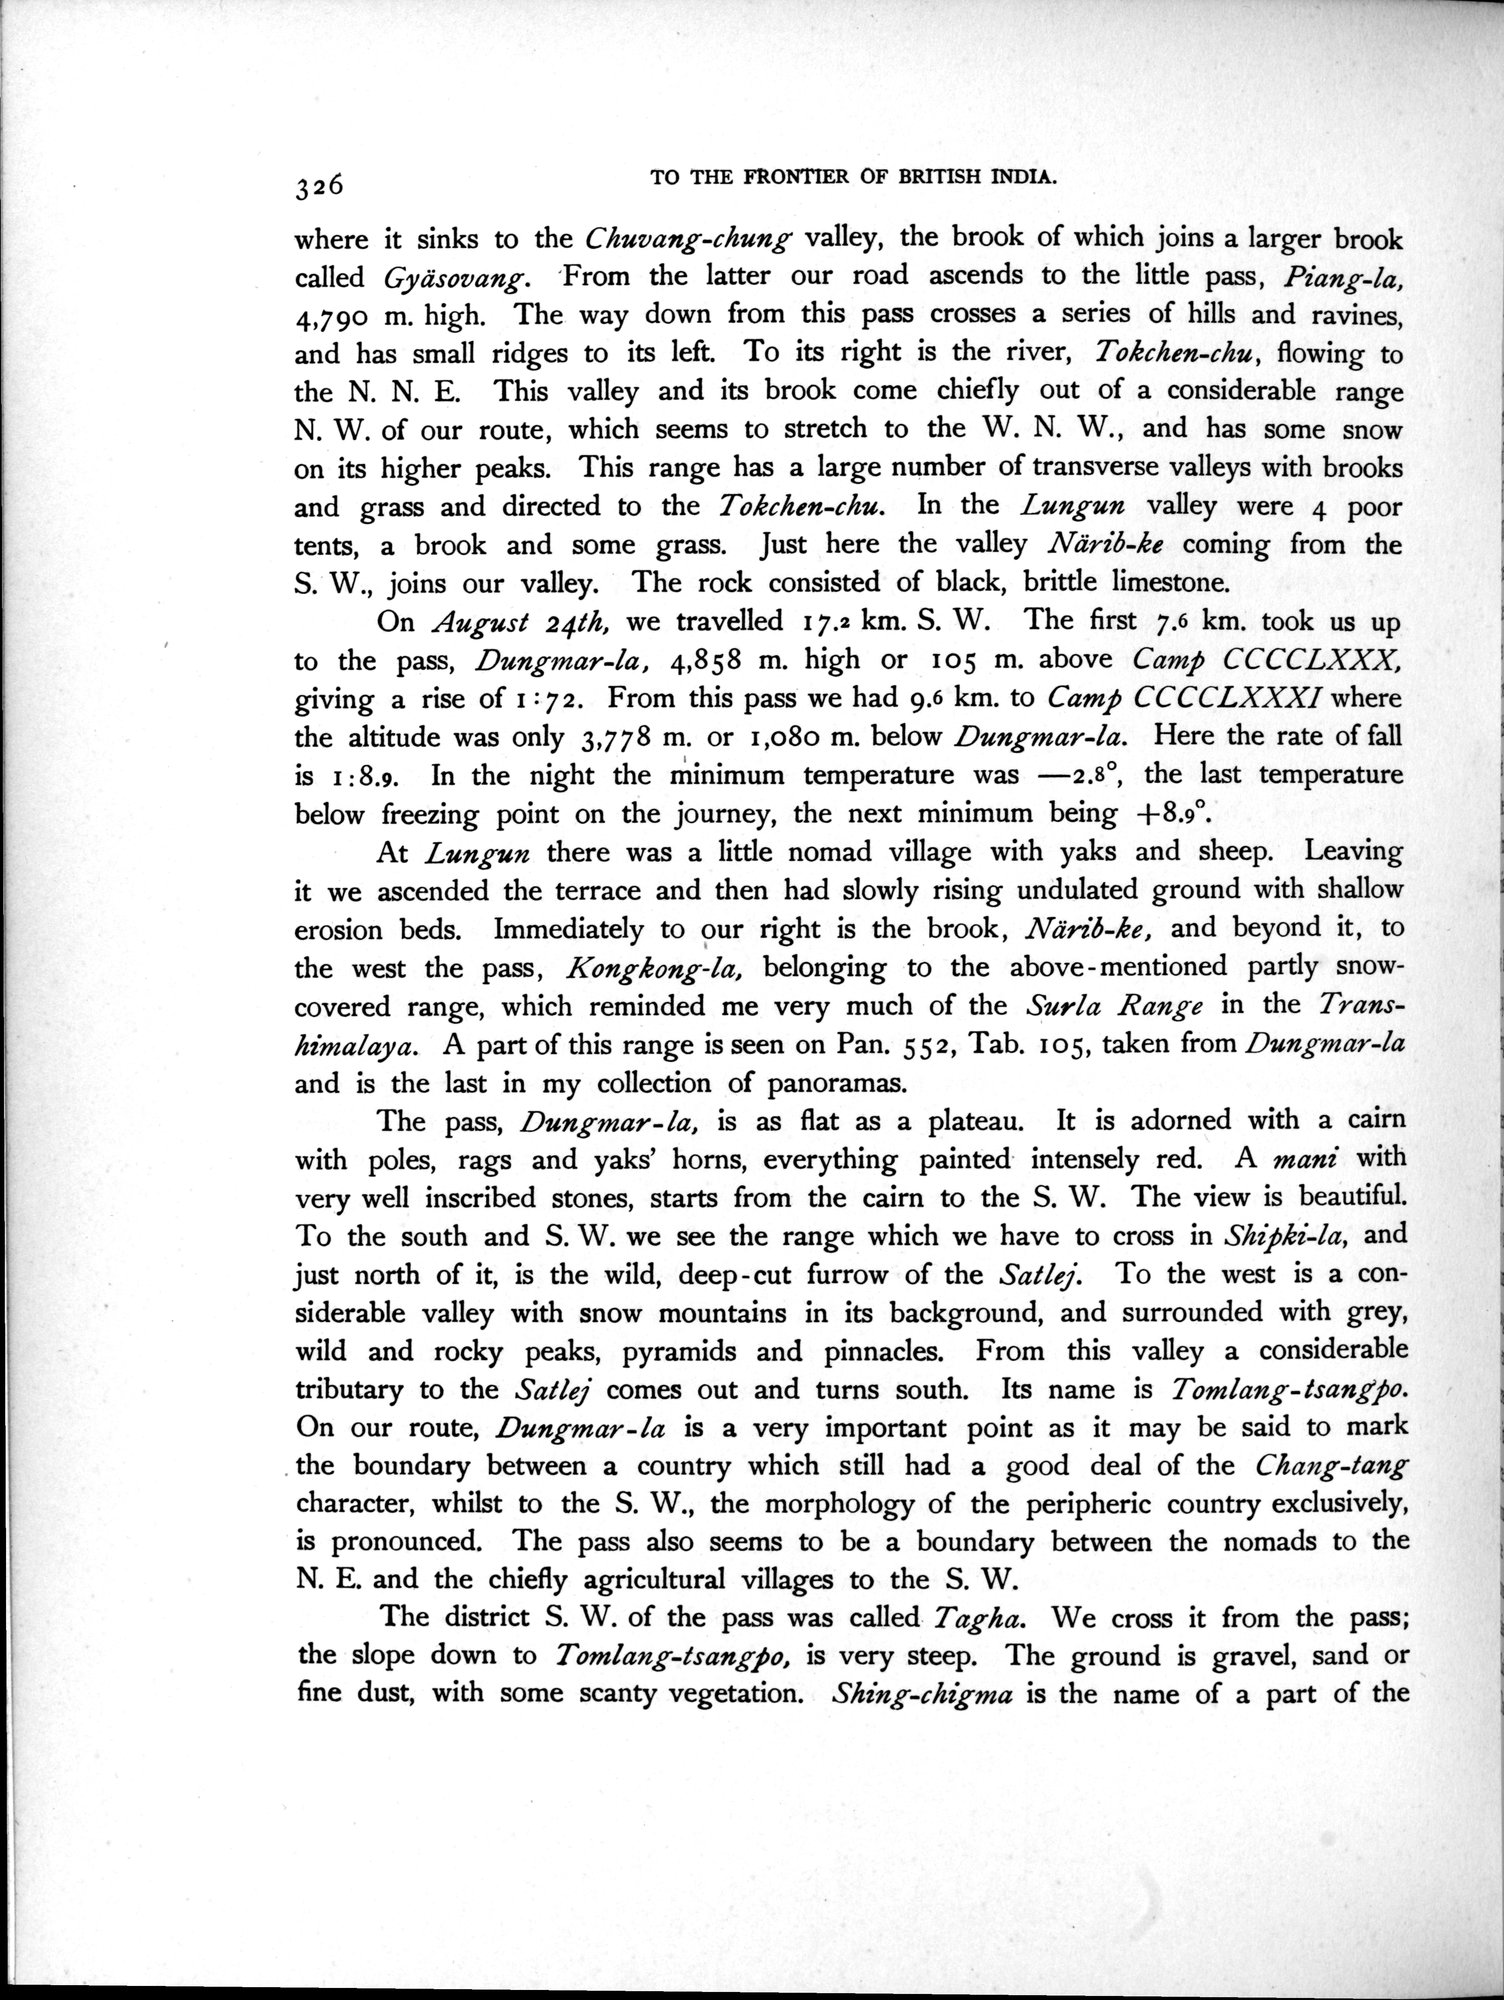 326
TO THE FRONTIER OF BRITISH INDIA.
where it sinks to the Chuvang-chung valley, the brook of which joins a larger brook
called Gyäsovang. From the latter our road ascends to the little pass, Piang-la,
4,790 m. high. The way down from this pass crosses a series of hills and ravines,
and has small ridges to its left. To its right is the river, Tokchen-chu, flowing to
the N. N. E. This valley and its brook come chiefly out of a considerable range
N. W. of our route, which seems to stretch to the W. N. W., and has some snow
on its higher peaks. This range has a large number of transverse valleys with brooks
and grass and directed to the Tokchen-chu. In the Lungun valley were 4 poor
tents, a brook and some grass. Just here the valley Närib-ke coming from the
S. W., joins our valley. The rock consisted of black, brittle limestone.
On August 24th, we travelled 17.2 km. S. W. The first 7.6 km. took us up
to the pass, Dungmar-la, 4,858 m. high or 105 m. above Camp CCCCLXXX,
giving a rise of 1:72. From this pass we had 9.6 km. to Camp CCCCLXXXI where
the altitude was only 3,778 m. or 1,080 m. below Dungmar-la. Here the rate of fall
is 1:8.9. In the night the minimum temperature was —2.8°, the last temperature
below freezing point on the journey, the next minimum being +8.9°.
At Lungun there was a little nomad village with yaks and sheep. Leaving
it we ascended the terrace and then had slowly rising undulated ground with shallow
erosion beds. Immediately to our right is the brook, Närib-ke, and beyond it, to
the west the pass, Kongkong-la, belonging to the above-mentioned partly snow-
covered range, which reminded me very much of the Surla Range in the Trans-
himalaya. A part of this range is seen on Pan. 552, Tab. 105, taken from Dungmar-la
and is the last in my collection of panoramas.
The pass, Dungmar-la, is as flat as a plateau. It is adorned with a cairn
with poles, rags and yaks' horns, everything painted intensely red. A mani with
very well inscribed stones, starts from the cairn to the S. W. The view is beautiful.
To the south and S. W. we see the range which we have to cross in Shipki-la, and
just north of it, is the wild, deep-cut furrow of the Satlej. To the west is a con-
siderable valley with snow mountains in its background, and surrounded with grey,
wild and rocky peaks, pyramids and pinnacles. From this valley a considerable
tributary to the Satlej comes out and turns south. Its name is Tomlang-tsangpo.
On our route, Dungmar-la is a very important point as it may be said to mark
the boundary between a country which still had a good deal of the Chang-tang
character, whilst to the S. W., the morphology of the peripheric country exclusively,
is pronounced. The pass also seems to be a boundary between the nomads to the
N. E. and the chiefly agricultural villages to the S. W.
The district S. W. of the pass was called Tagha. We cross it from the pass;
the slope down to Tomlang-tsangpo, is very steep. The ground is gravel, sand or
fine dust, with some scanty vegetation. Shing-chigma is the name of a part of the